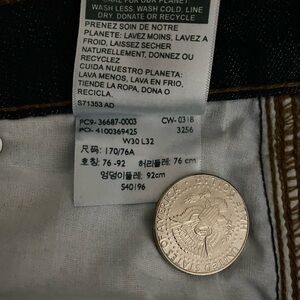 CARE FOR OUR PLANET:
WASH LESS, WASH COLD, LINE
DRY, DONATE OR RECYCLE
PRENEZ SOIN DE NOTRE
PLANETE: LAVEZ MOINS, LAVEZ A
FROID, LAISSEZ SECHER
NATURELLEMENT, DONNEZ OU
RECYCLEZ
CUIDA NUESTRO PLANETA:
LAVA MENOS, LAVA EN FRIO,
TIENDE LA ROPA, DONA O
RECICLA.
S71353 AD
PC9-36687-0003 CW-0318
PO-4100369425 3256
W30 L32
尺码: 170/76A
호칭: 76-92 허리둘레: 76 cm
엉덩이둘레: 92cm
S40196